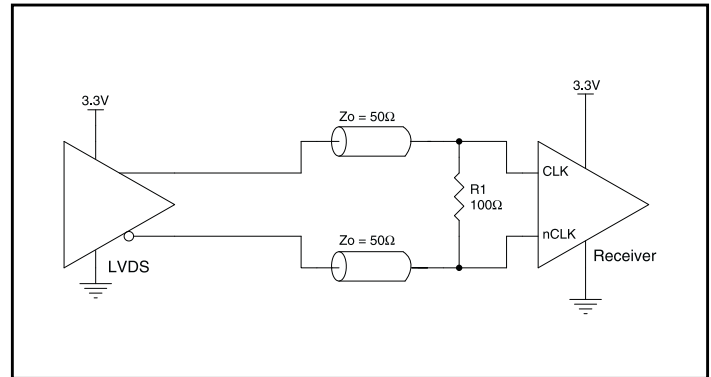 3.3V
3.3V
Zo = 50Ω
CLK
R1
100Ω
nCLK
Zo = 50Ω
Receiver
LVDS